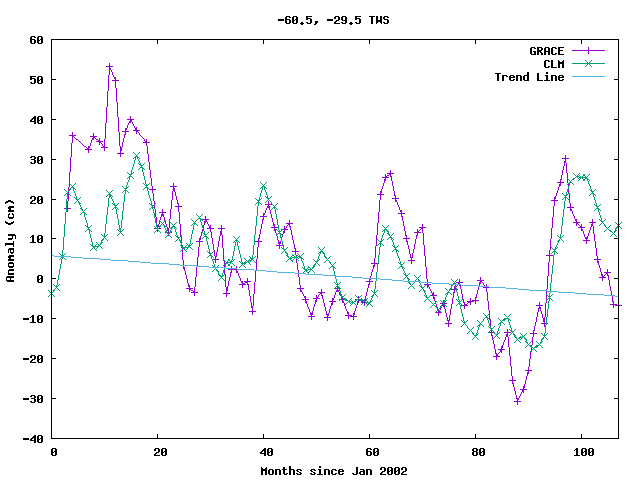 -60.5, -29.5 TWS
GRACE
CLM
Trend Line
60
50
40
30
20
10
0
-10
-20
-30
-40
Anomaly (cm)
0 20 40 60 80 100
Months since Jan 2002